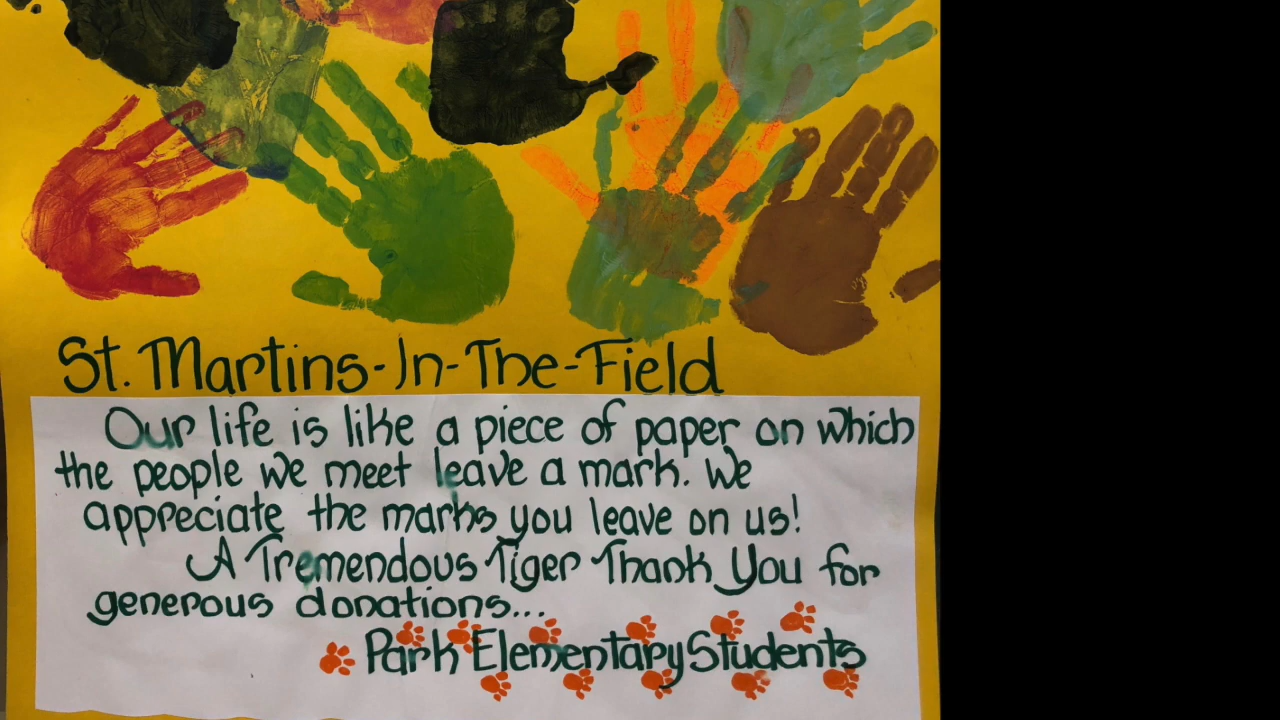 St. Martins-In-The-Field
Our life is like a piece of paper on which
the people we meet leave a mark. We
appreciate the marks you leave on us!
A Tremendous Tiger Thank You for
generous donations...
Park Elementary Students